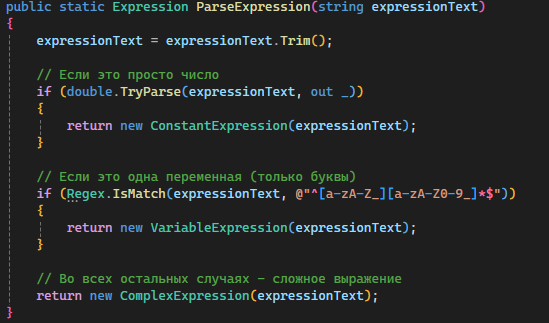 public static Expression ParseExpression(string expressionText)
{
expressionText = expressionText.Trim();
// Если это просто число
if (double.TryParse(expressionText, out _))
{
return new ConstantExpression(expressionText);
}
// Если это одна переменная (только буквы)
if (Regex.IsMatch(expressionText, @"^[a-zA-Z_][a-zA-Z0-9_]*$"))
{
return new VariableExpression(expressionText);
}
// Во всех остальных случаях – сложное выражение
return new ComplexExpression(expressionText);
}